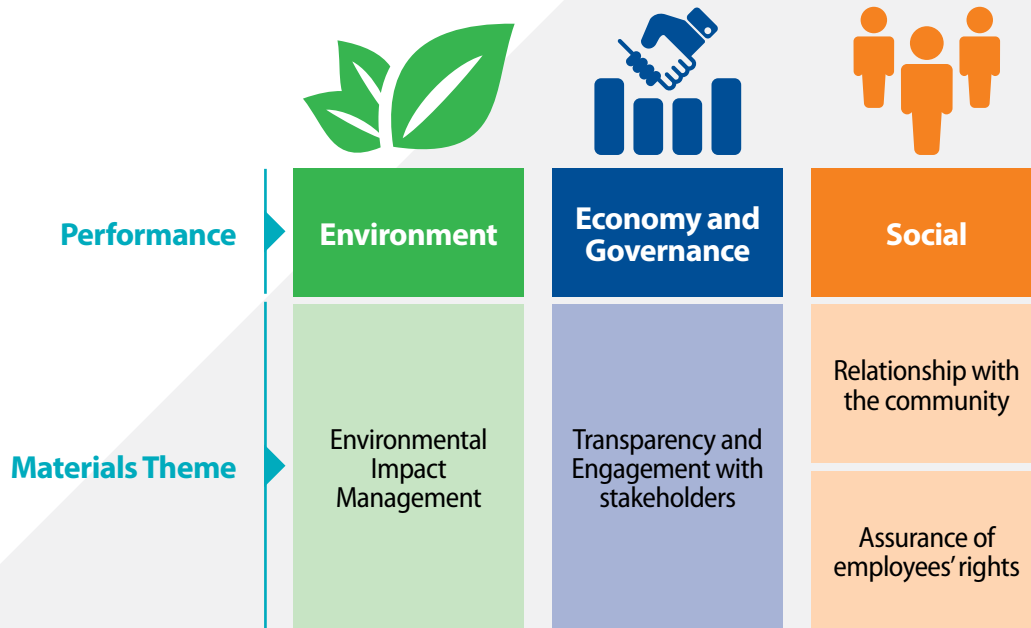 Performance
Environment
Economy and
Governance
Social
Materials Theme
Environmental
Impact
Management
Transparency and
Engagement with
stakeholders
Relationship with
the community
Assurance of
employees’ rights